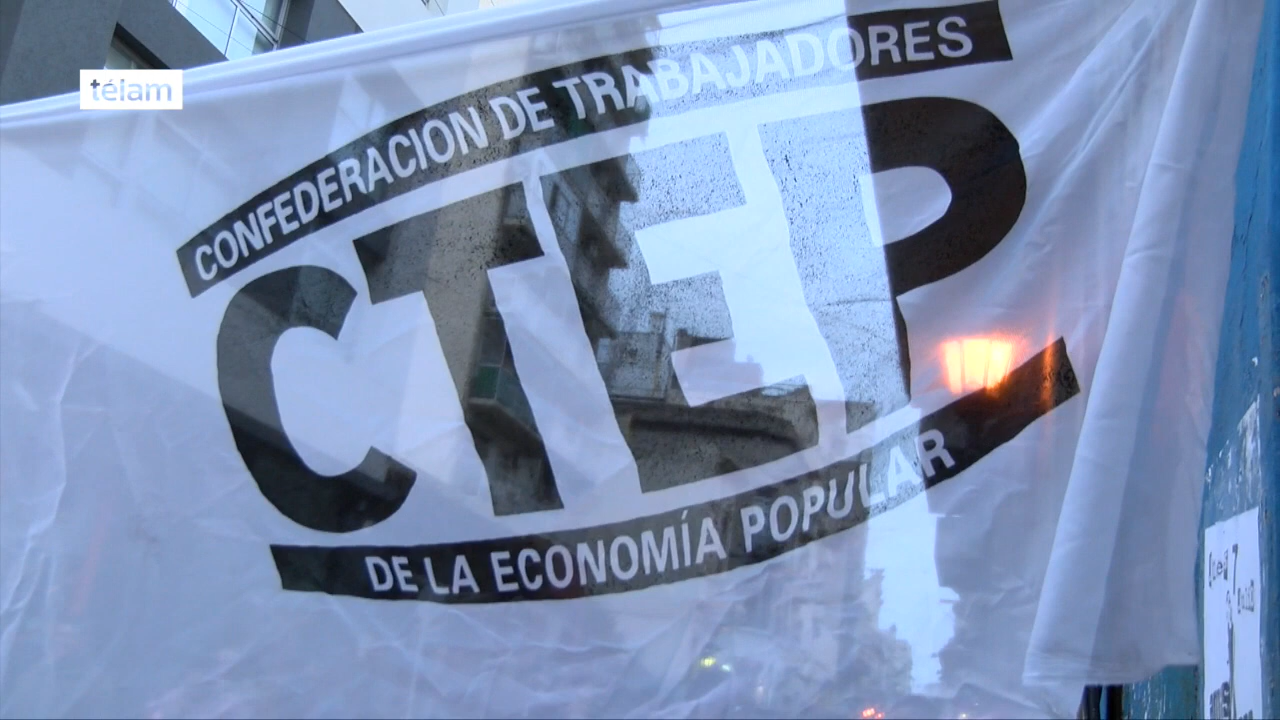 télam
CONFEDERACION DE TRABAJADORES
CTEP
DE LA ECONOMÍA POPULAR